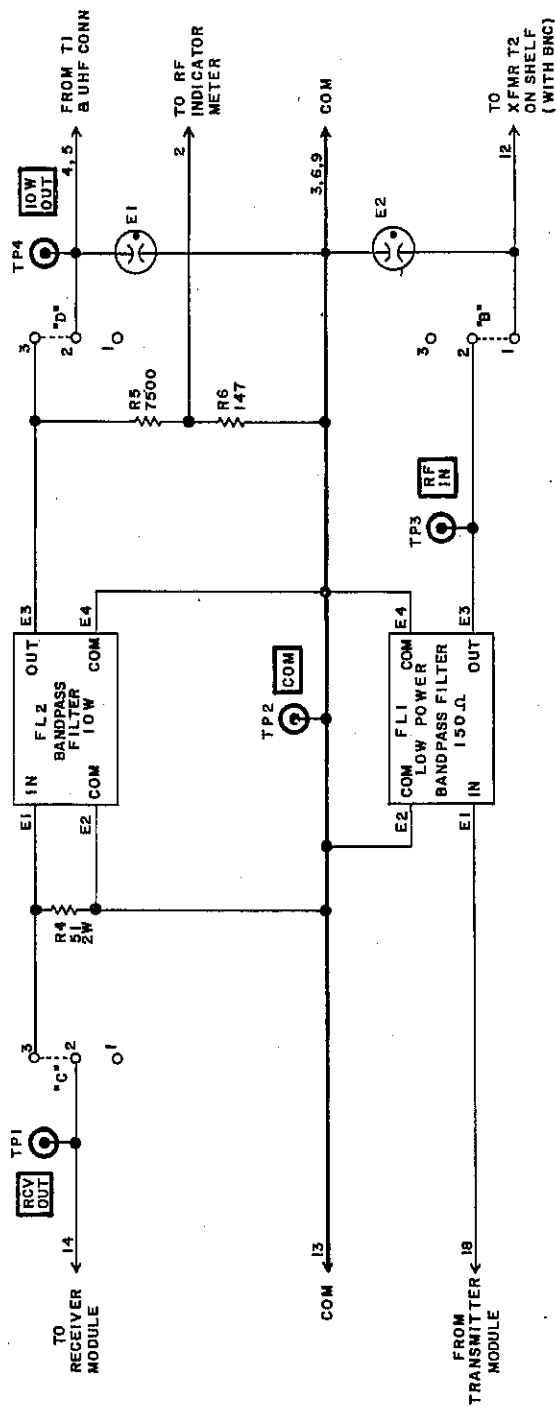 TP1
RCV
OUT
TO
RECEIVER
MODULE
14
"C"
3
2
1
R4
51
2W
E1
E2
IN
OUT
FL2
BANDPASS
FILTER
10W
COM
COM
E3
E4
R5
7500
R6
147
3
"D"
2
1
TP4
10W
OUT
4,5
FROM T1
& UHF CONN
E1
2
TO RF
INDICATOR
METER
COM
13
TP2
COM
3,6,9
COM
E2
E2
E4
COM
COM
FL1
LOW POWER
BANDPASS FILTER
150Ω
IN
OUT
E1
E3
TP3
RF
IN
3
2
"B"
1
12
TO
XFMR T2
ON SHELF
(WITH BNC)
FROM
TRANSMITTER
MODULE
18